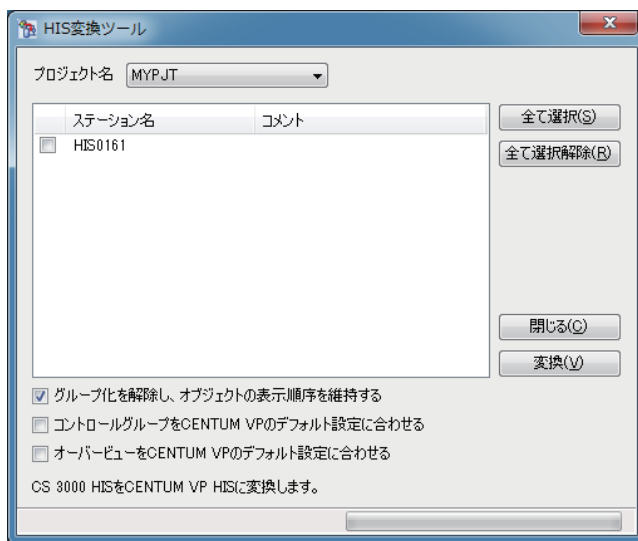 HIS変換ツール
プロジェクト名 MYPJT
ステーション名 コメント
HIS0161
全て選択(S)
全て選択解除(R)
閉じる(C)
変換(V)
グループ化を解除し、オブジェクトの表示順序を維持する
コントロールグループをCENTUM VPのデフォルト設定に合わせる
オーバービューをCENTUM VPのデフォルト設定に合わせる
CS 3000 HISをCENTUM VP HISに変換します。